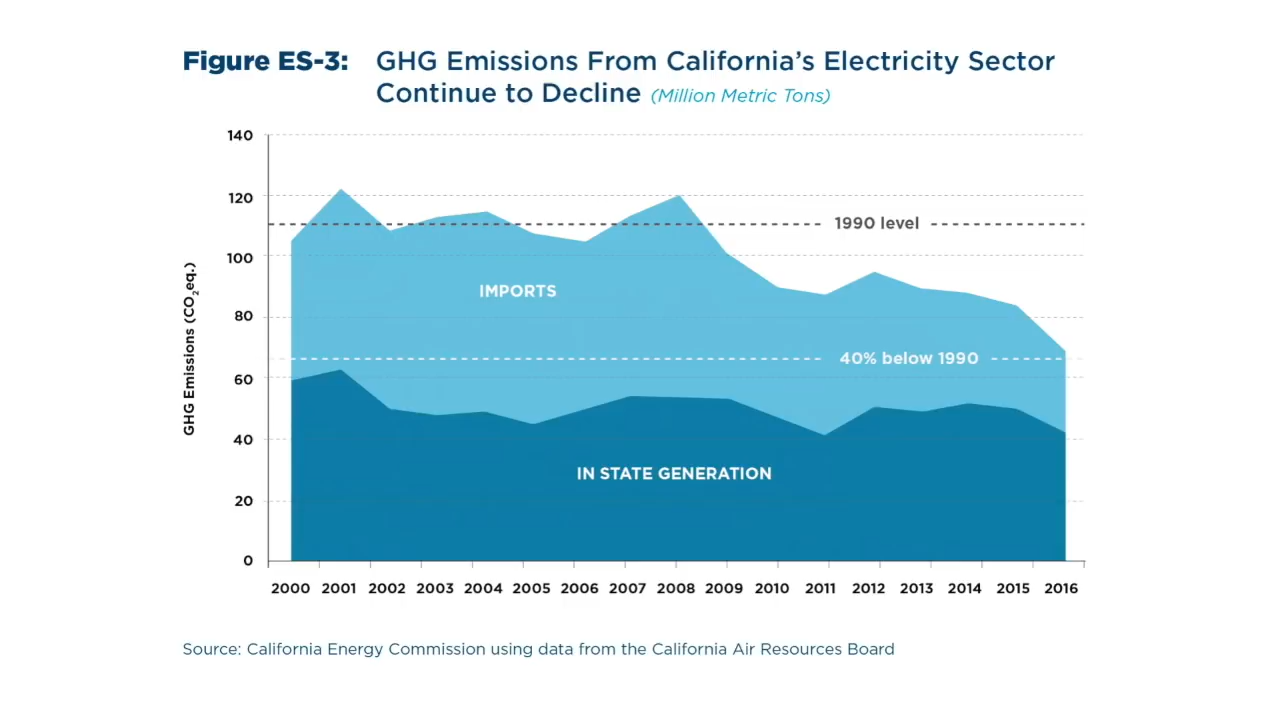 Figure ES-3: GHG Emissions From California's Electricity Sector
Continue to Decline (Million Metric Tons)
140
120
100
80
60
40
20
0
GHG Emissions (CO₂eq.)
1990 level
IMPORTS
40% below 1990
IN STATE GENERATION
2000 2001 2002 2003 2004 2005 2006 2007 2008 2009 2010 2011 2012 2013 2014 2015 2016
Source: California Energy Commission using data from the California Air Resources Board